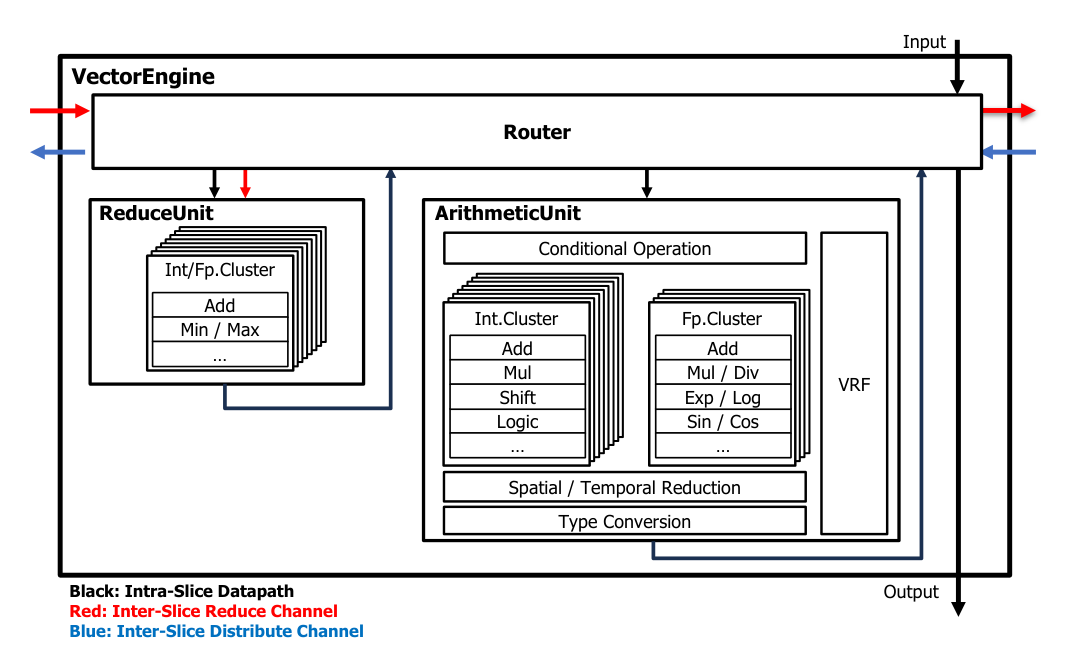 Input
VectorEngine
Router
ReduceUnit
Int/Fp.Cluster
Add
Min / Max
...
ArithmeticUnit
Conditional Operation
Int.Cluster
Add
Mul
Shift
Logic
...
Fp.Cluster
Add
Mul / Div
Exp / Log
Sin / Cos
...
VRF
Spatial / Temporal Reduction
Type Conversion
Output
Black: Intra-Slice Datapath
Red: Inter-Slice Reduce Channel
Blue: Inter-Slice Distribute Channel